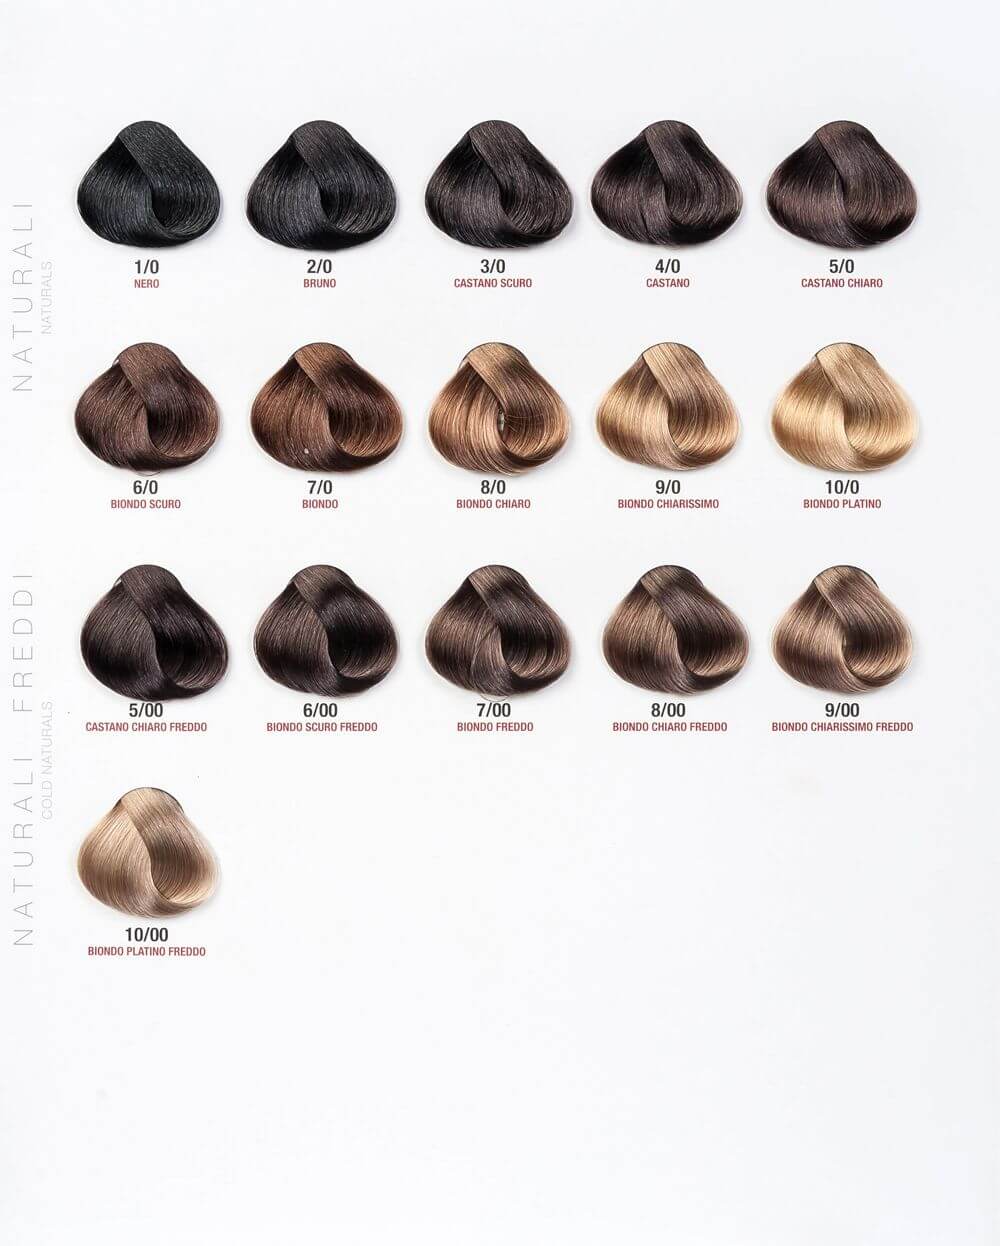 NATURALI
NATURALS
1/0
NERO
2/0
BRUNO
3/0
CASTANO SCURO
4/0
CASTANO
5/0
CASTANO CHIARO
6/0
BIONDO SCURO
7/0
BIONDO
8/0
BIONDO CHIARO
9/0
BIONDO CHIARISSIMO
10/0
BIONDO PLATINO
NATURALI FREDDI
COLD NATURALS
5/00
CASTANO CHIARO FREDDO
6/00
BIONDO SCURO FREDDO
7/00
BIONDO FREDDO
8/00
BIONDO CHIARO FREDDO
9/00
BIONDO CHIARISSIMO FREDDO
10/00
BIONDO PLATINO FREDDO